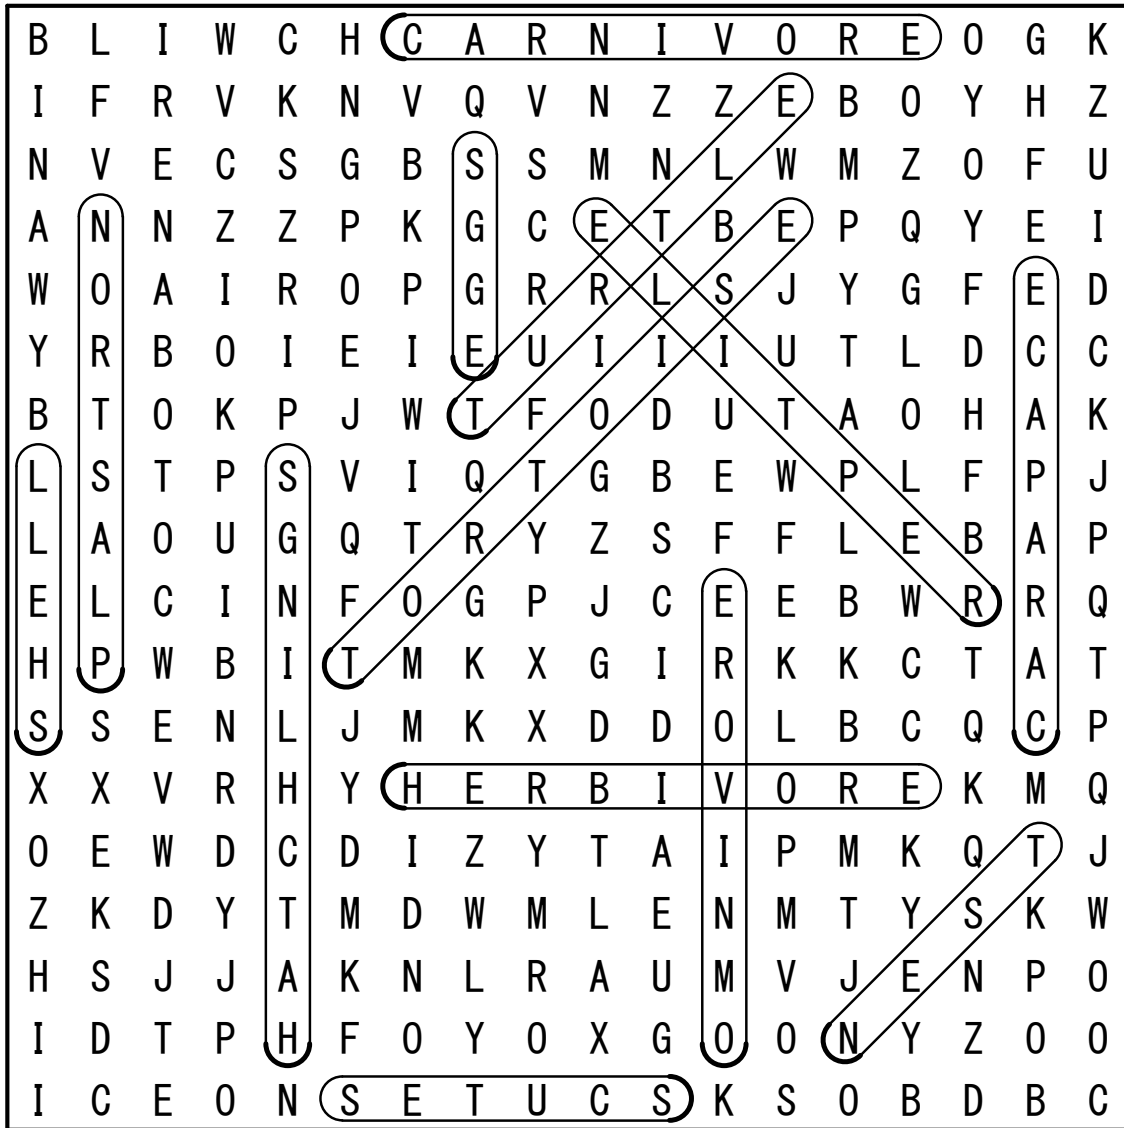 B L I W C H C A R N I V O R E O G K
I F R V K N V Q V N Z Z E B O Y H Z
N V E C S G B S S M N L W M Z O F U
A N N Z Z P K G C E T B E P Q Y E I
W O A I R O P G R R L S J Y G F E D
Y R B O I E I E U I I I U T L D C C
B T O K P J W T F O D U T A O H A K
L S T P S V I Q T G B E W P L F P J
L A O U G Q T R Y Z S F F L E B A P
E L C I N F O G P J C E E B W R R Q
H P W B I T M K X G I R K K C T A T
S S E N L J M K X D D O L B C Q C P
X X V R H Y H E R B I V O R E K M Q
O E W D C D I Z Y T A I P M K Q T J
Z K D Y T M D W M L E N M T Y S K W
H S J J A K N L R A U M V J E N P O
I D T P H F O Y O X G O O N Y Z O O
I C E O N S E T U C S K S O B D B C